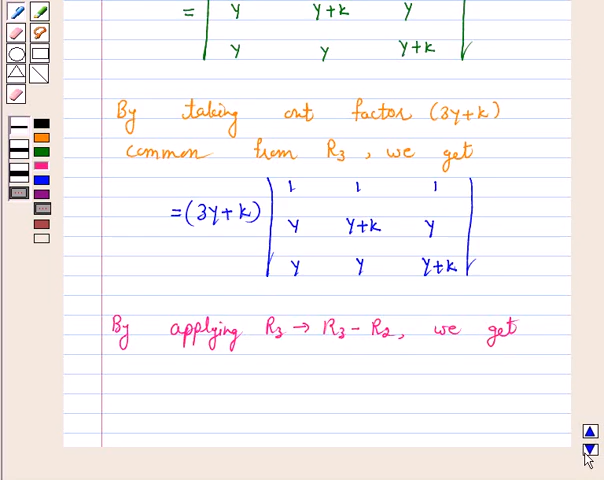 = | y y+k y |
| y y y+k |
By taking out factor (3y+k)
common from R3, we get
| 1 1 1 |
=(3y+k) | y y+k y |
| y y y+k |
By applying R3 → R3 - R2, we get